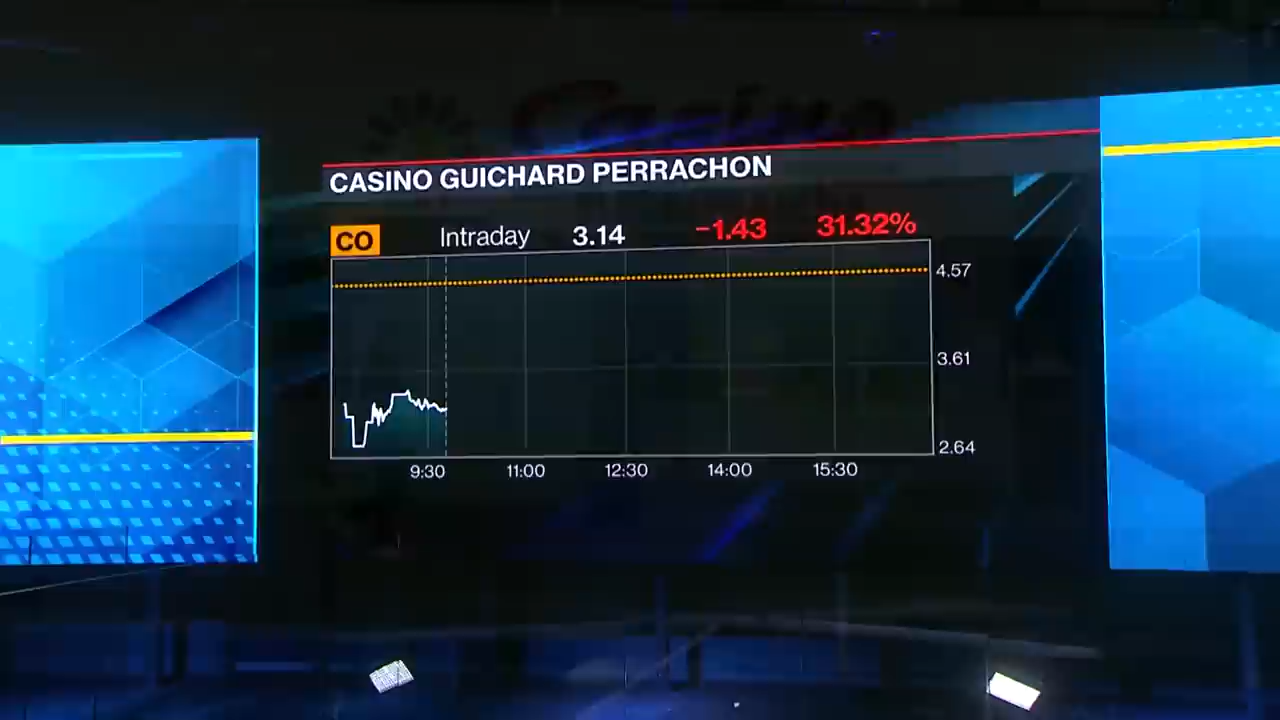 Casino
CASINO GUICHARD PERRACHON
CO Intraday 3.14 −1.43 31.32%
4.57
3.61
2.64
9:30 11:00 12:30 14:00 15:30